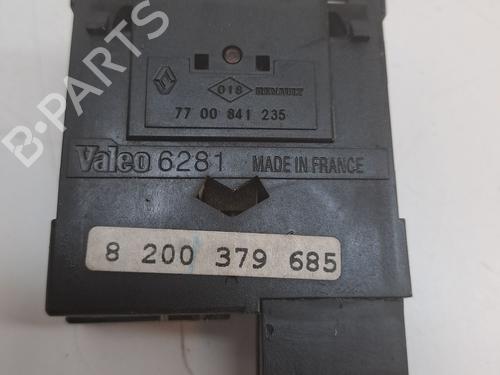 018 RENAULT
77 00 841 235
Valeo 6281 MADE IN FRANCE
8 200 379 685
B-PARTS